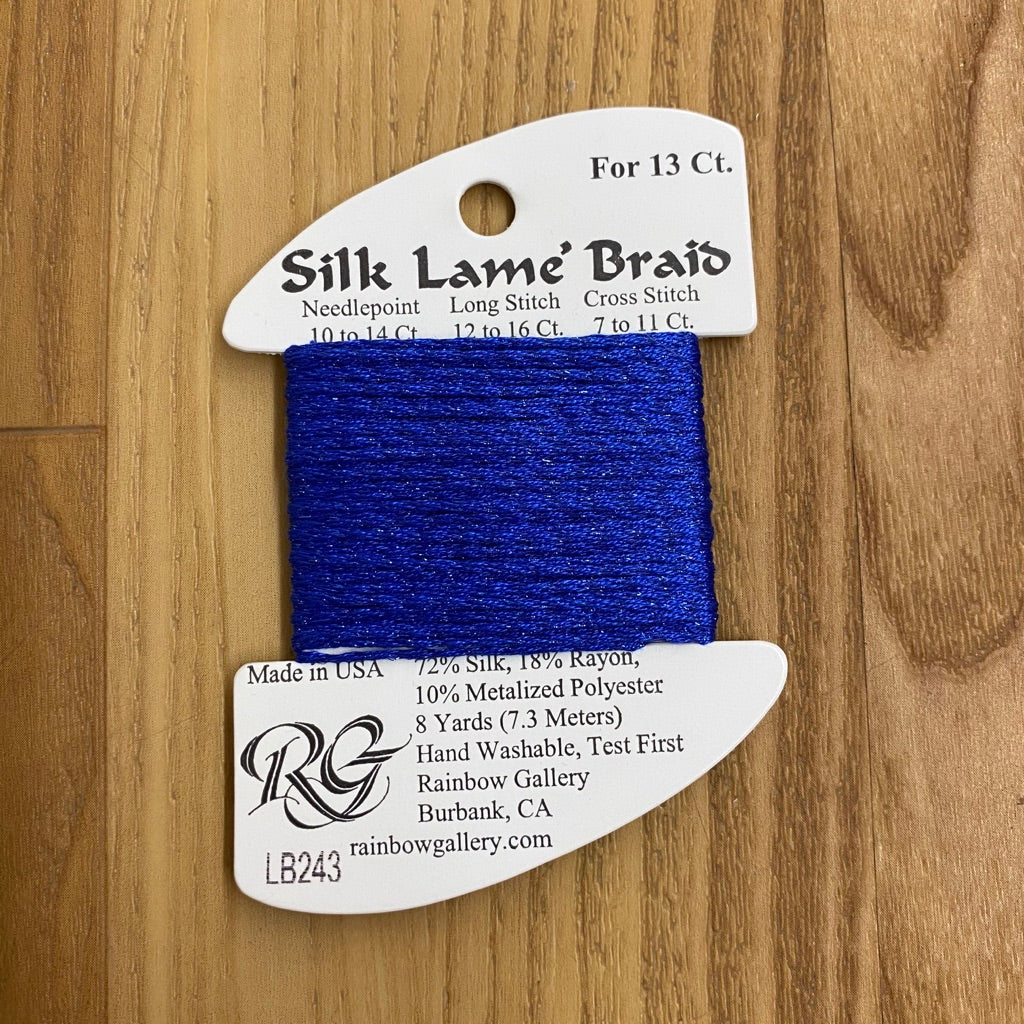 For 13 Ct.
Silk Lamé Braid
Needlepoint Long Stitch Cross Stitch
10 to 14 Ct. 12 to 16 Ct. 7 to 11 Ct.
Made in USA
72% Silk, 18% Rayon,
10% Metalized Polyester
8 Yards (7.3 Meters)
Hand Washable, Test First
Rainbow Gallery
Burbank, CA
RG
rainbowgallery.com
LB243